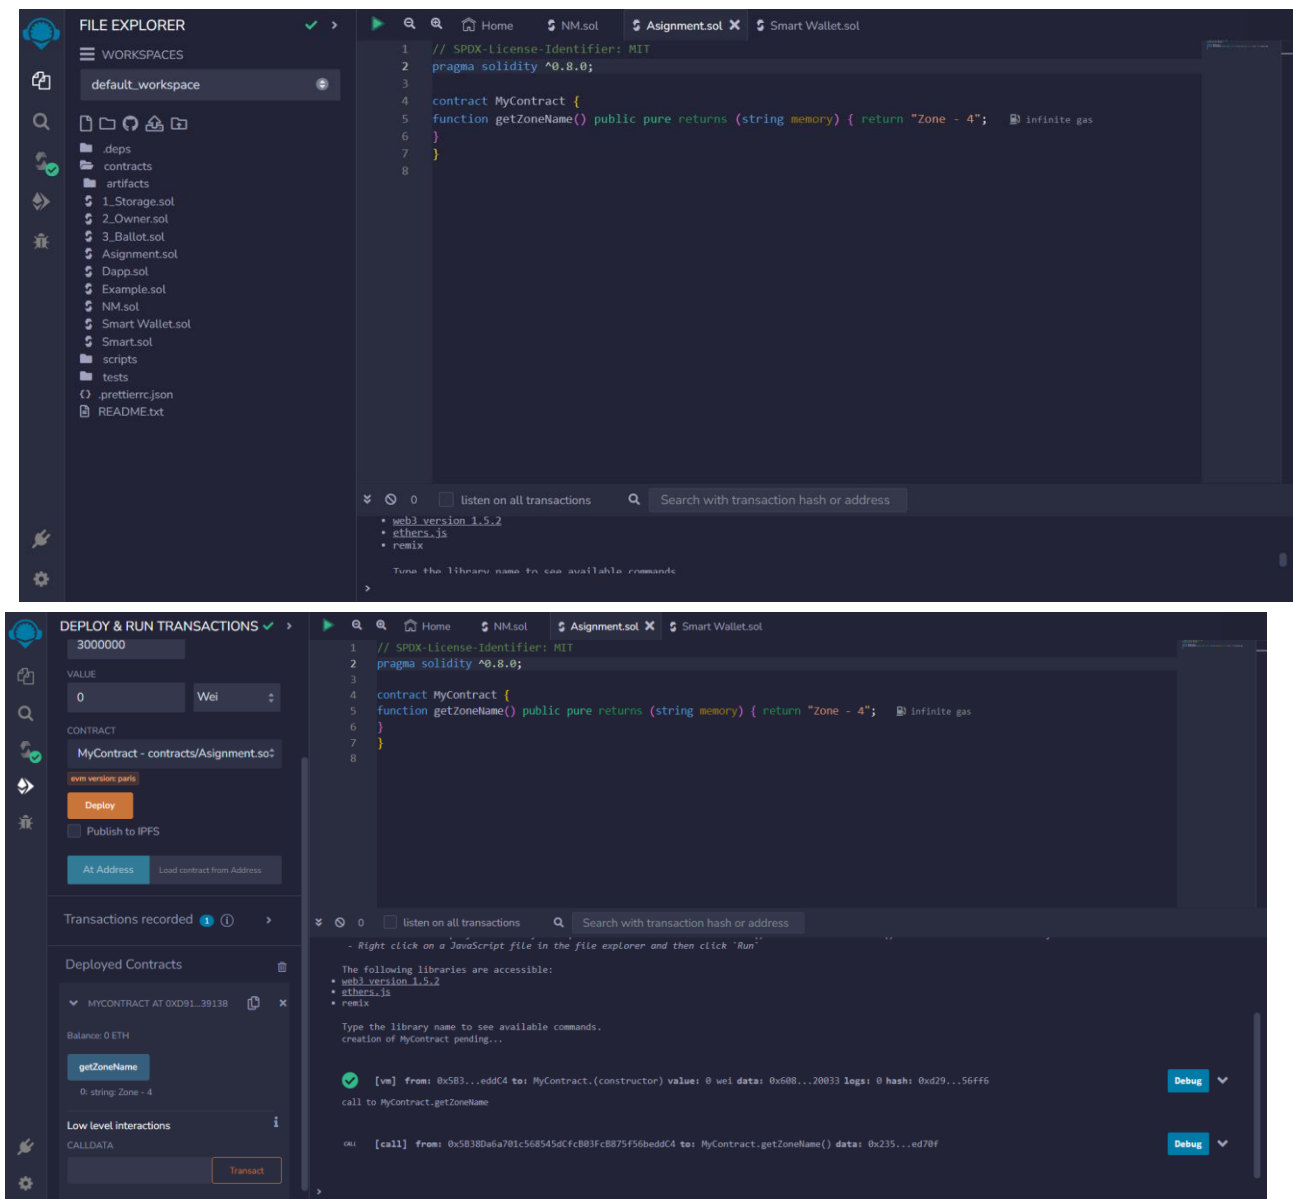 FILE EXPLORER
WORKSPACES
default_workspace
.deps
contracts
artifacts
1_Storage.sol
2_Owner.sol
3_Ballot.sol
Asignment.sol
Dapp.sol
Example.sol
NM.sol
Smart Wallet.sol
Smart.sol
scripts
tests
.prettierrc.json
README.txt
Home NM.sol Asignment.sol Smart Wallet.sol
1 // SPDX-License-Identifier: MIT
2 pragma solidity ^0.8.0;
3
4 contract MyContract {
5 function getZoneName() public pure returns (string memory) { return "Zone - 4"; infinite gas
6 }
7 }
8
0 listen on all transactions Search with transaction hash or address
• web3 version 1.5.2
• ethers.js
• remix
Type the library name to see available commands
>
DEPLOY & RUN TRANSACTIONS
3000000
VALUE
0 Wei
CONTRACT
MyContract - contracts/Asignment.so
evm version: paris
Deploy
Publish to IPFS
At Address Load contract from Address
Transactions recorded 1 i
Deployed Contracts
MYCONTRACT AT 0XD91...39138
Balance: 0 ETH
getZoneName
0: string: Zone - 4
Low level interactions i
CALLDATA
Transact
Home NM.sol Asignment.sol Smart Wallet.sol
1 // SPDX-License-Identifier: MIT
2 pragma solidity ^0.8.0;
3
4 contract MyContract {
5 function getZoneName() public pure returns (string memory) { return "Zone - 4"; infinite gas
6 }
7 }
8
0 listen on all transactions Search with transaction hash or address
- Right click on a JavaScript file in the file explorer and then click `Run`
The following libraries are accessible:
• web3 version 1.5.2
• ethers.js
• remix
Type the library name to see available commands.
creation of MyContract pending...
[vm] from: 0x5B3...eddC4 to: MyContract.(constructor) value: 0 wei data: 0x608...20033 logs: 0 hash: 0xd29...56ff6 Debug
call to MyContract.getZoneName
CALL [call] from: 0x5B38Da6a701c568545dCfcB03FcB875f56beddC4 to: MyContract.getZoneName() data: 0x235...ed70f Debug
>